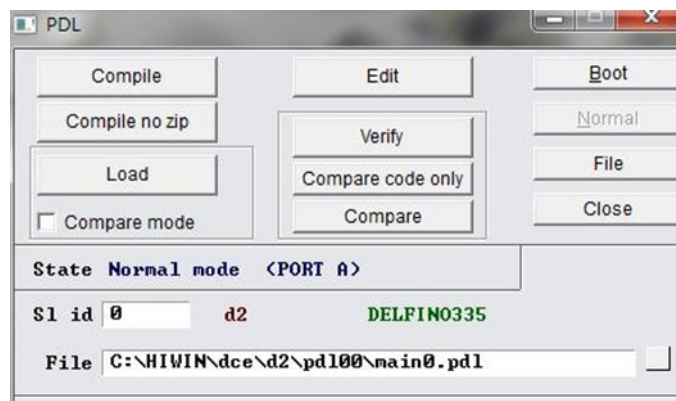 PDL
Compile Edit Boot
Compile no zip Verify Normal
Load Compare code only File
Compare mode Compare Close
State Normal mode (PORT A)
Sl id 0 d2 DELFINO335
File C:\HIWIN\dce\d2\pdl00\main0.pdl